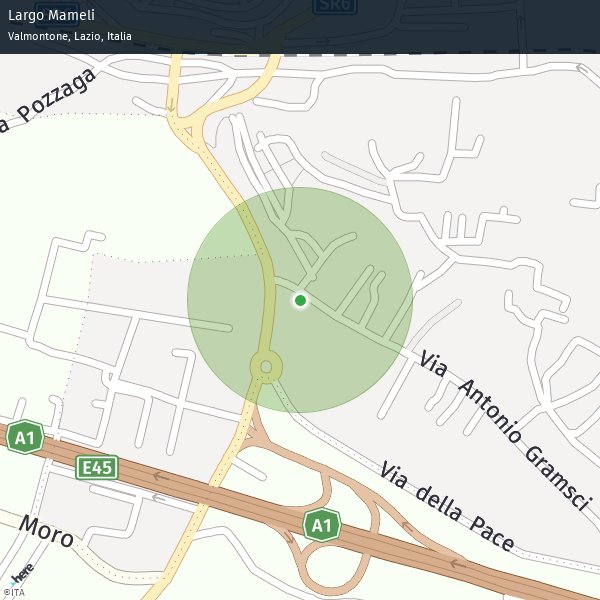 Largo Mameli
Valmontone, Lazio, Italia
SR6
a Pozzaga
Via Antonio Gramsci
A1
E45
Via della Pace
A1
Moro
here
©ITA